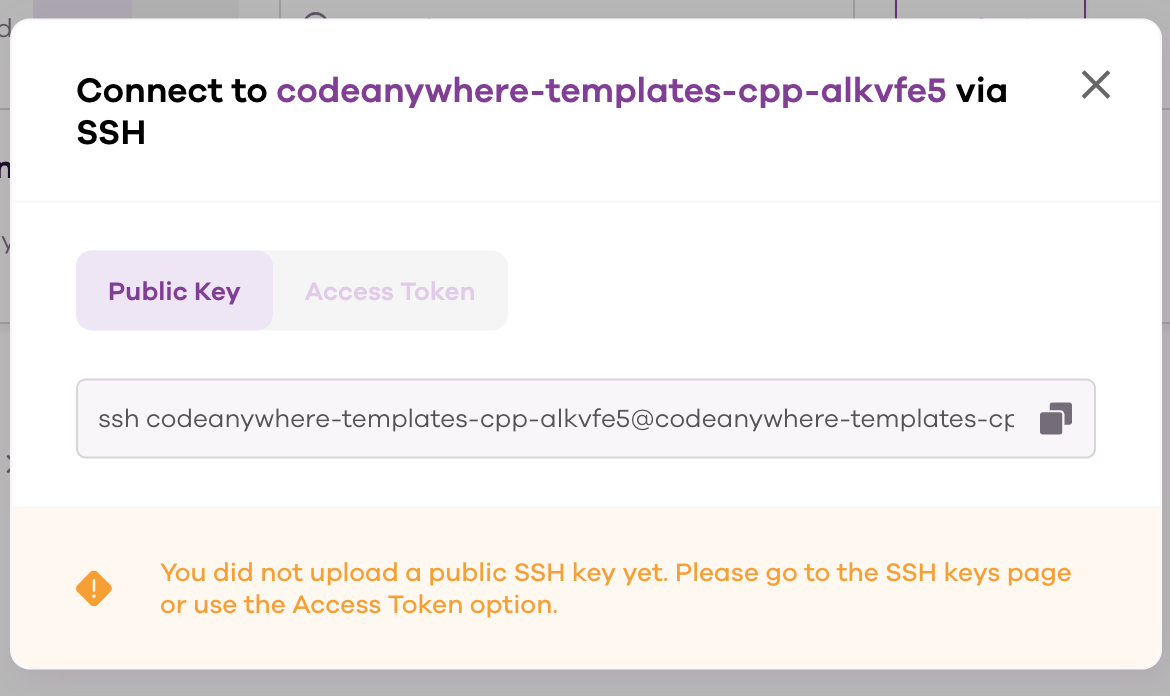 Connect to codeanywhere-templates-cpp-alkvfe5 via
SSH
Public Key
Access Token
ssh codeanywhere-templates-cpp-alkvfe5@codeanywhere-templates-cp
You did not upload a public SSH key yet. Please go to the SSH keys page
or use the Access Token option.